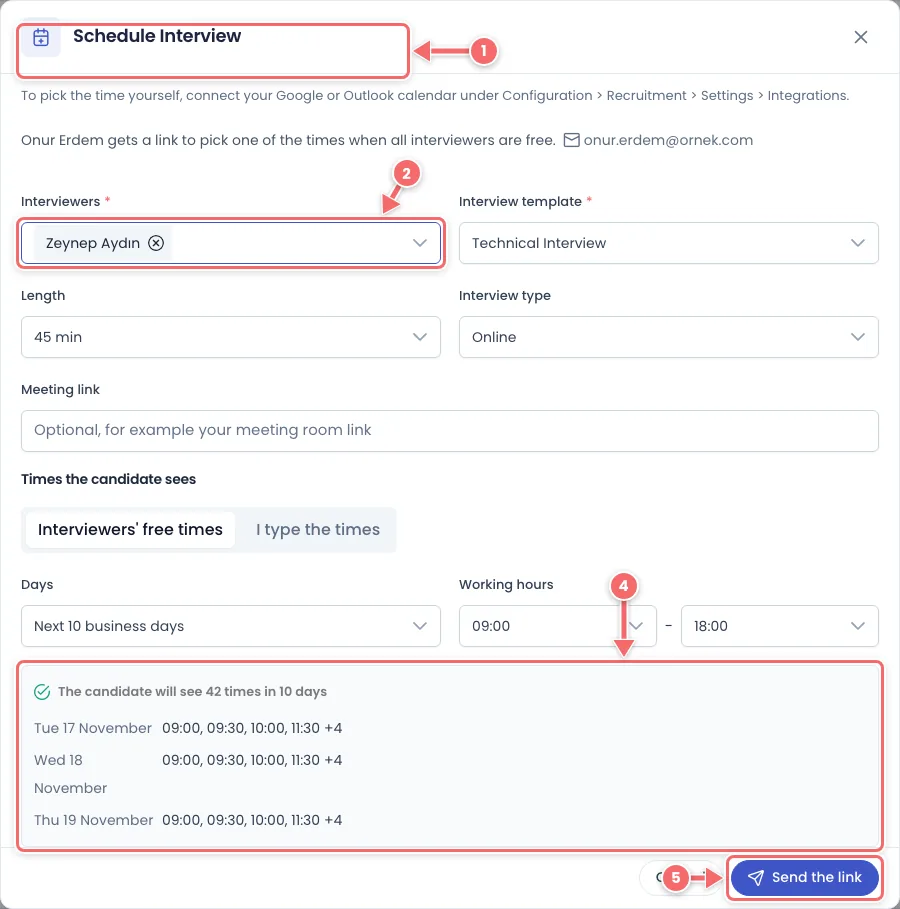 Schedule Interview
1
To pick the time yourself, connect your Google or Outlook calendar under Configuration > Recruitment > Settings > Integrations.
Onur Erdem gets a link to pick one of the times when all interviewers are free. onur.erdem@ornek.com
2
Interviewers *
Interview template *
Zeynep Aydın
Technical Interview
Length
Interview type
45 min
Online
Meeting link
Optional, for example your meeting room link
Times the candidate sees
Interviewers' free times
I type the times
Days
Working hours
4
Next 10 business days
09:00 - 18:00
The candidate will see 42 times in 10 days
Tue 17 November 09:00, 09:30, 10:00, 11:30 +4
Wed 18 09:00, 09:30, 10:00, 11:30 +4
November
Thu 19 November 09:00, 09:30, 10:00, 11:30 +4
5
Send the link